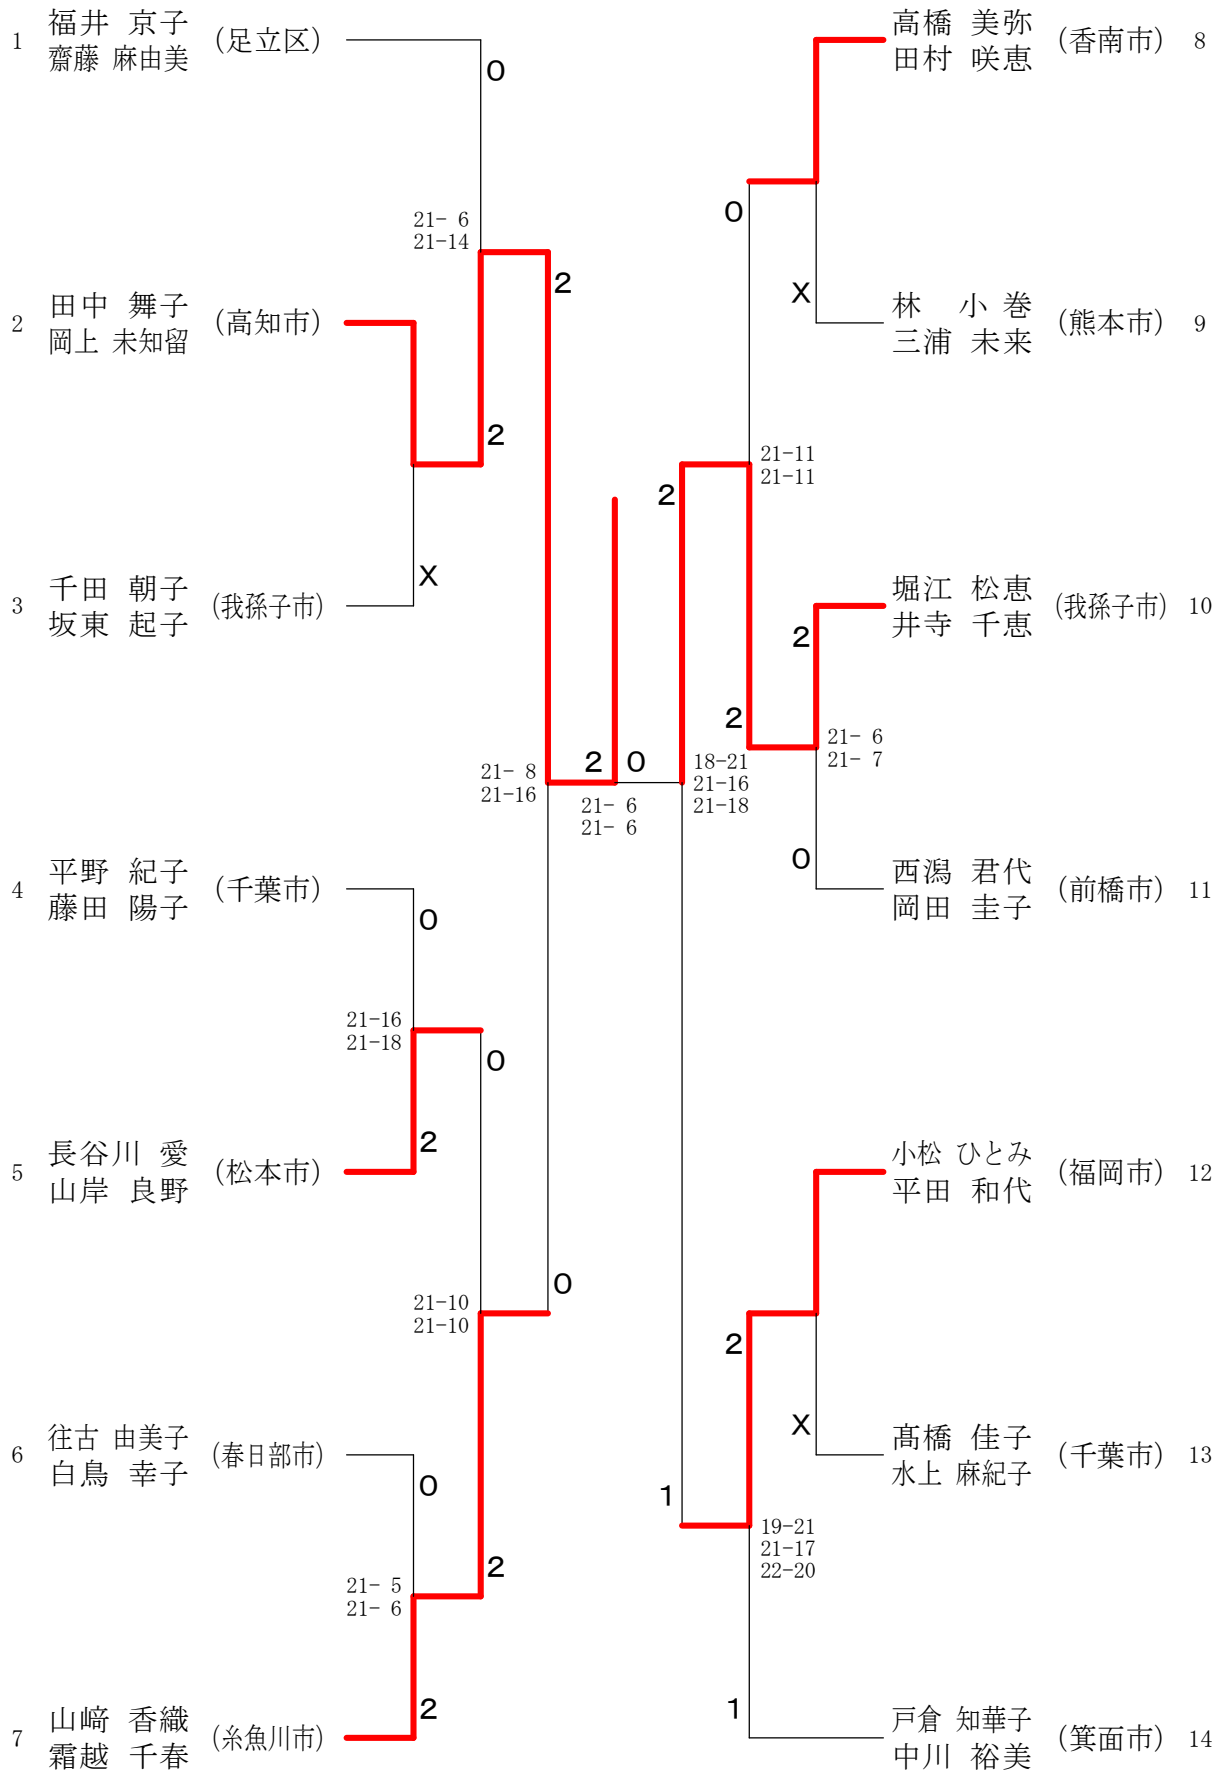 1 福井 京子 (足立区)
齋藤 麻由美
0
21- 6
21-14
2
2 田中 舞子 (高知市)
岡上 未知留
2
X
3 千田 朝子 (我孫子市)
坂東 起子
21- 8
21-16
2 0
21- 6
21- 6
4 平野 紀子 (千葉市)
藤田 陽子
0
21-16
21-18
0
2
5 長谷川 愛 (松本市)
山岸 良野
0
21-10
21-10
6 往古 由美子 (春日部市)
白鳥 幸子
0
2
21- 5
21- 6
2
7 山﨑 香織 (糸魚川市)
霜越 千春
高橋 美弥 (香南市) 8
田村 咲恵
0
X
林 小巻 (熊本市) 9
三浦 未来
21-11
21-11
2
堀江 松恵 (我孫子市) 10
井寺 千恵
2
2
21- 6
21- 7
18-21
21-16
21-18
0
西潟 君代 (前橋市) 11
岡田 圭子
小松 ひとみ (福岡市) 12
平田 和代
2
X
髙橋 佳子 (千葉市) 13
水上 麻紀子
1
19-21
21-17
22-20
1
戸倉 知華子 (箕面市) 14
中川 裕美